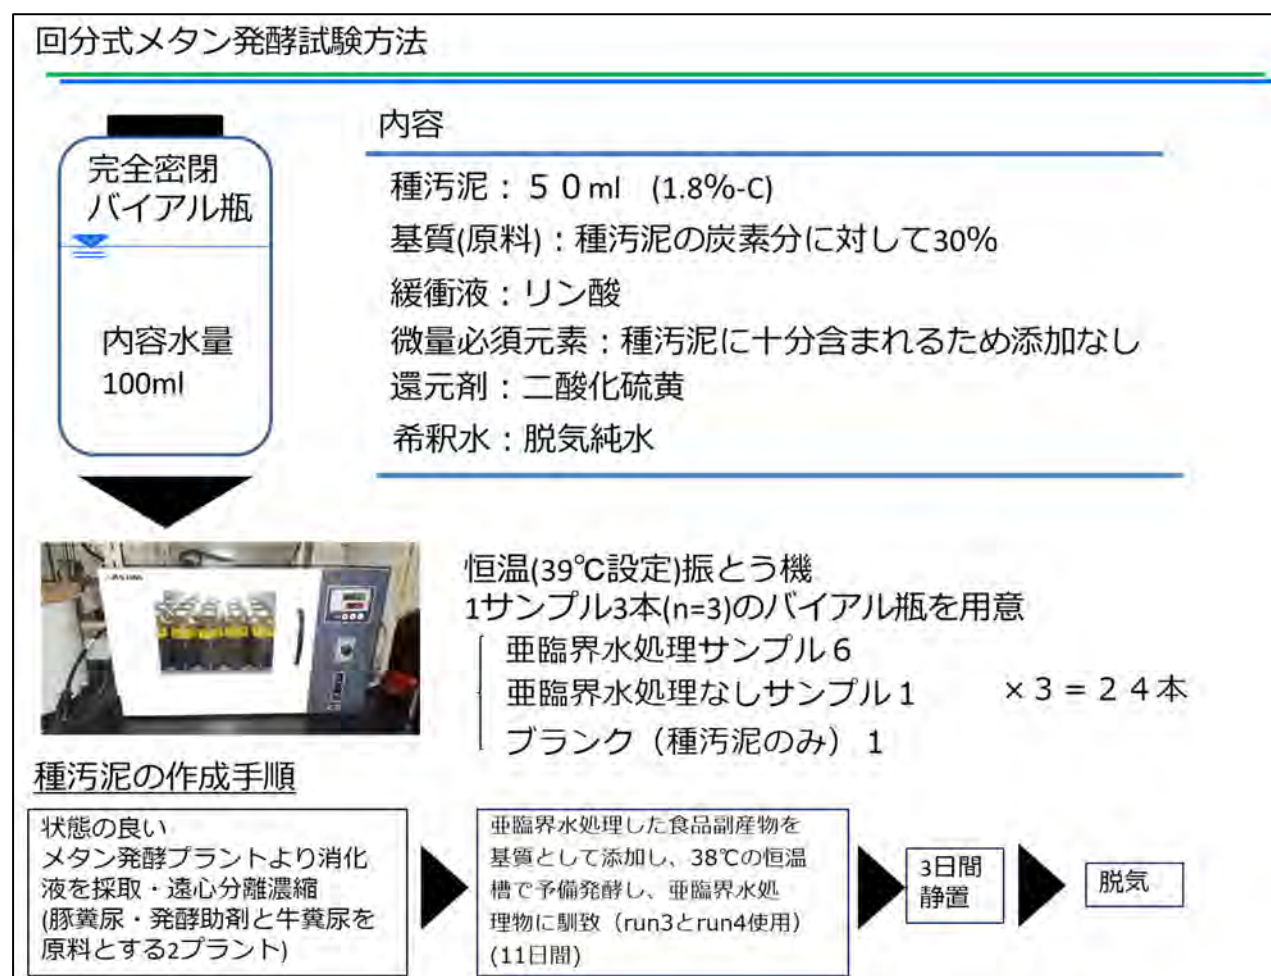 回分式メタン発酵試験方法
完全密閉
バイアル瓶
内容水量
100ml
内容
種汚泥：５０ml (1.8%-C)
基質(原料)：種汚泥の炭素分に対して30%
緩衝液：リン酸
微量必須元素：種汚泥に十分含まれるため添加なし
還元剤：二酸化硫黄
希釈水：脱気純水
恒温(39℃設定)振とう機
1サンプル3本(n=3)のバイアル瓶を用意
亜臨界水処理サンプル６
亜臨界水処理なしサンプル１
ブランク（種汚泥のみ）１
×３＝２４本
種汚泥の作成手順
状態の良い
メタン発酵プラントより消化
液を採取・遠心分離濃縮
(豚糞尿・発酵助剤と牛糞尿を
原料とする2プラント)
亜臨界水処理した食品副産物を
基質として添加し、38℃の恒温
槽で予備発酵し、亜臨界水処
理物に馴致（run3とrun4使用）
(11日間)
3日間
静置
脱気